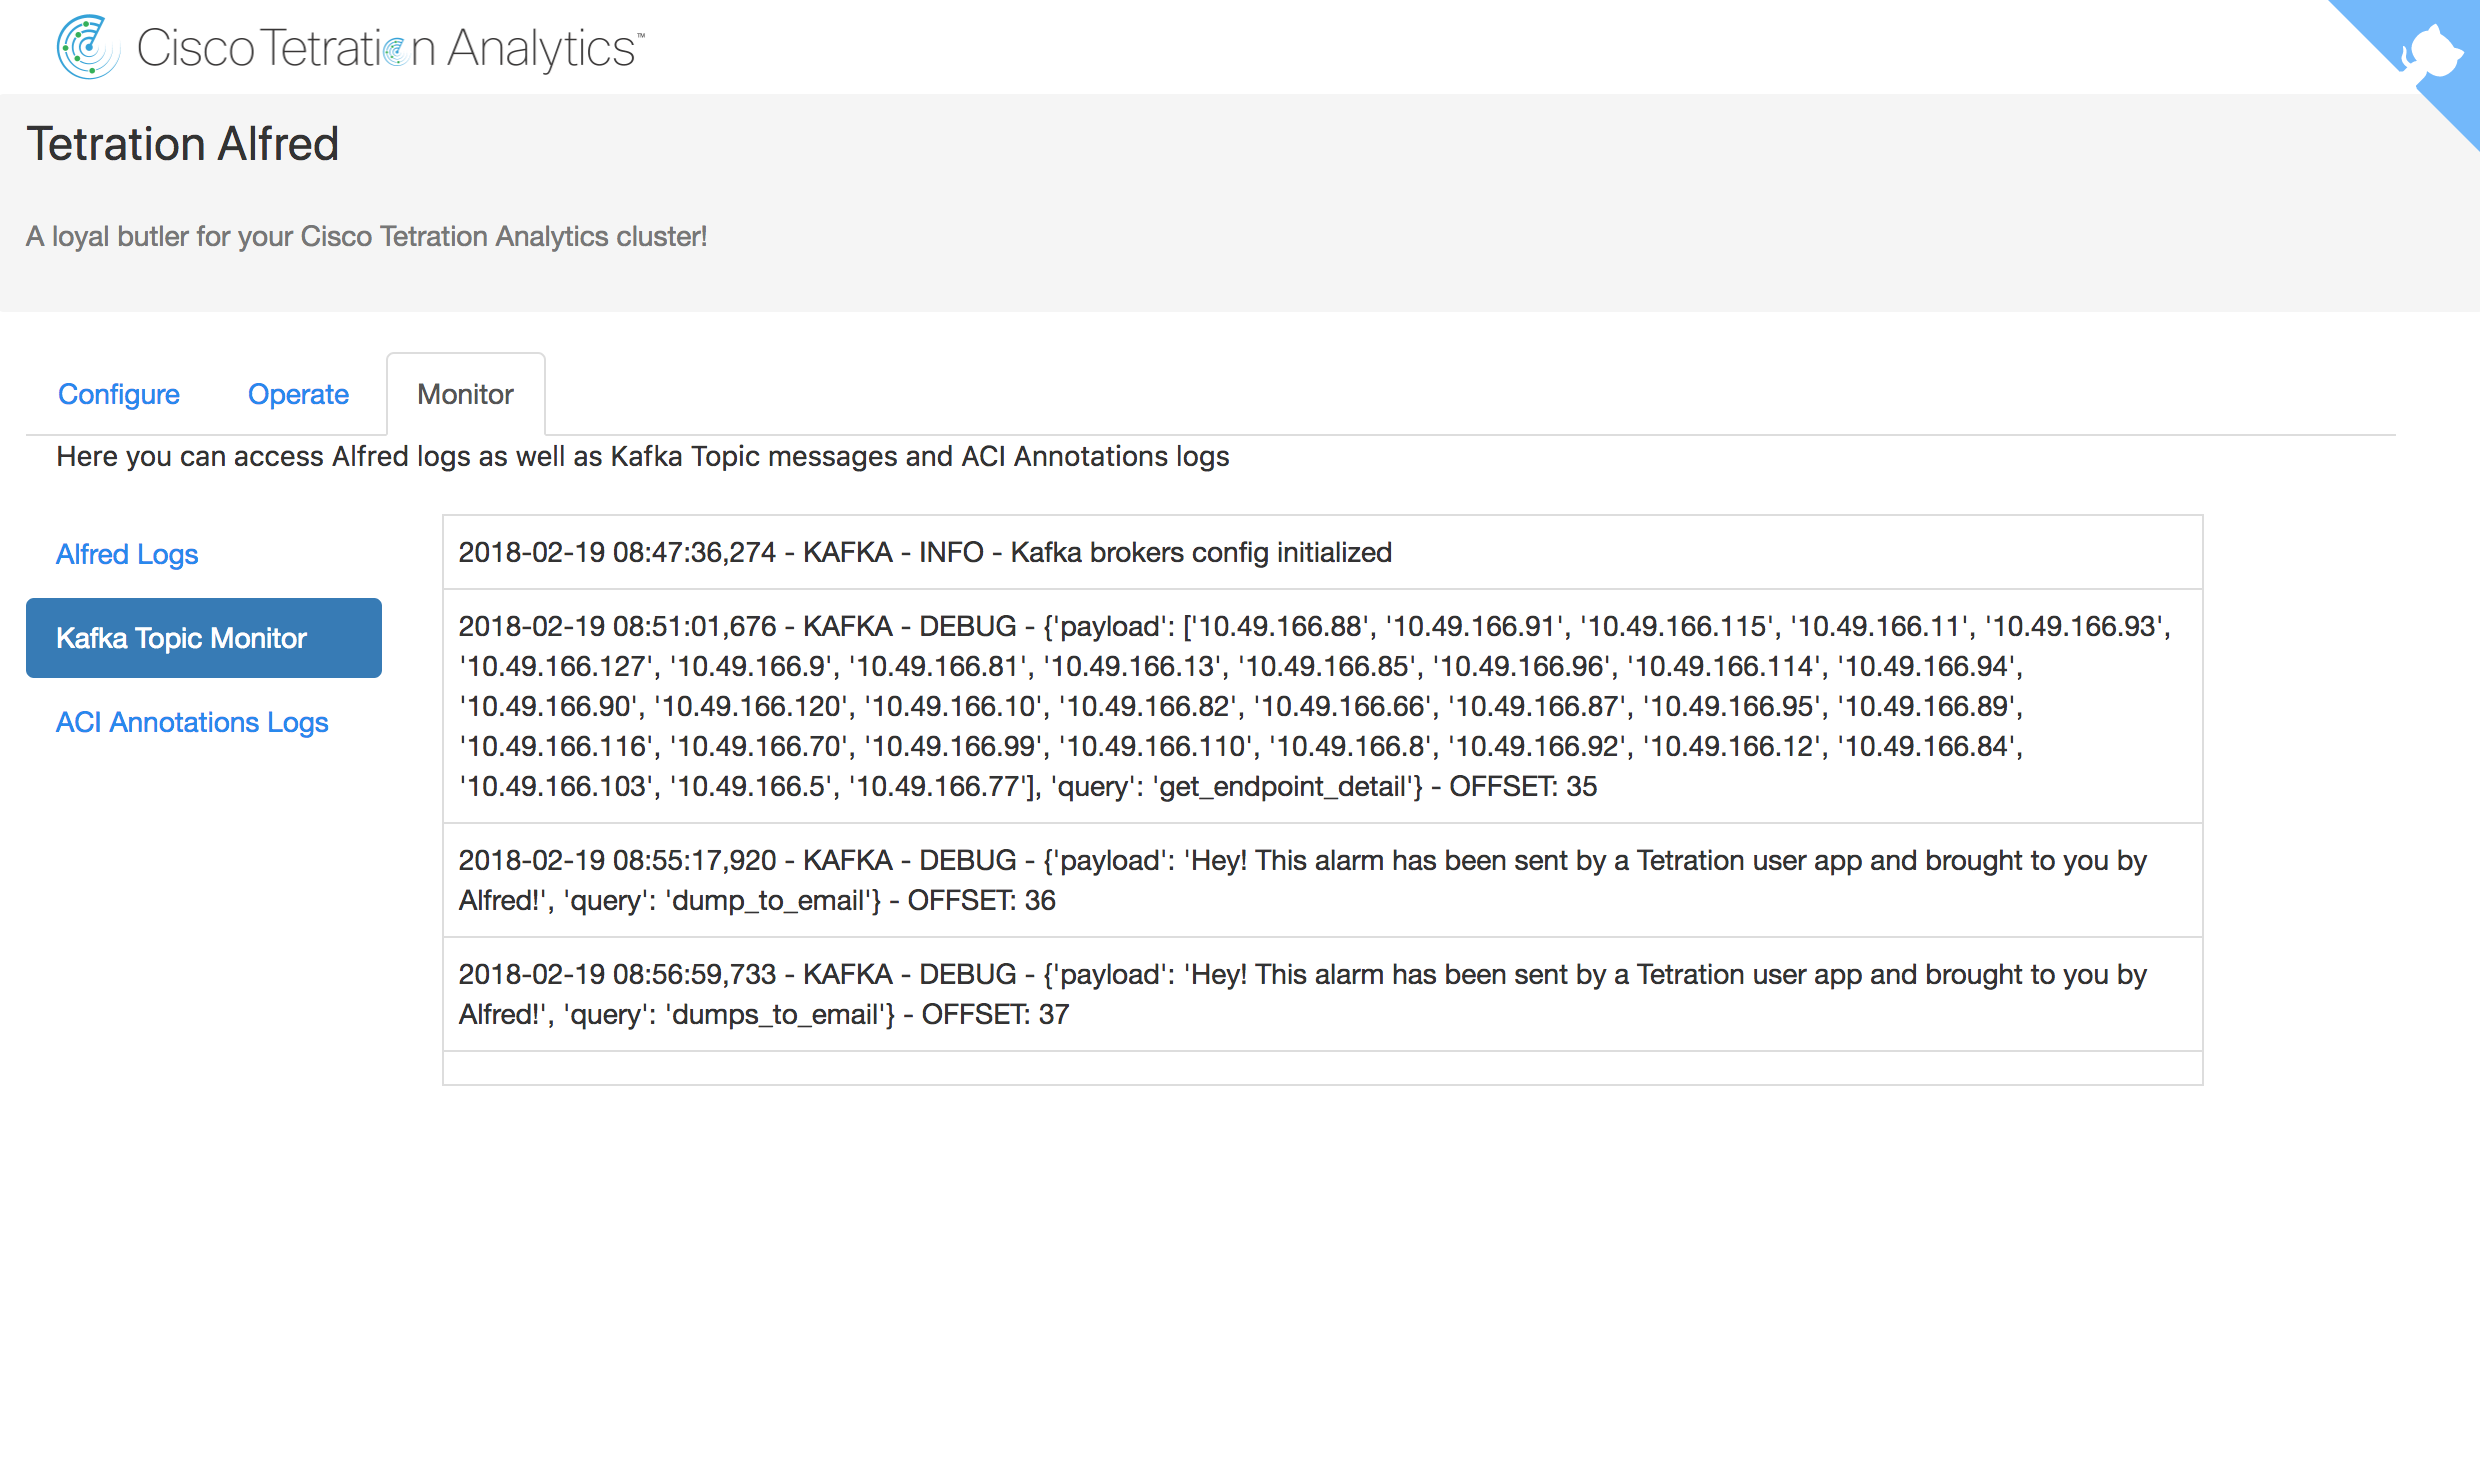 Cisco Tetration Analytics™
Tetration Alfred
A loyal butler for your Cisco Tetration Analytics cluster!
Configure
Operate
Monitor
Here you can access Alfred logs as well as Kafka Topic messages and ACI Annotations logs
Alfred Logs
Kafka Topic Monitor
ACI Annotations Logs
2018-02-19 08:47:36,274 - KAFKA - INFO - Kafka brokers config initialized
2018-02-19 08:51:01,676 - KAFKA - DEBUG - {'payload': ['10.49.166.88', '10.49.166.91', '10.49.166.115', '10.49.166.11', '10.49.166.93',
'10.49.166.127', '10.49.166.9', '10.49.166.81', '10.49.166.13', '10.49.166.85', '10.49.166.96', '10.49.166.114', '10.49.166.94',
'10.49.166.90', '10.49.166.120', '10.49.166.10', '10.49.166.82', '10.49.166.66', '10.49.166.87', '10.49.166.95', '10.49.166.89',
'10.49.166.116', '10.49.166.70', '10.49.166.99', '10.49.166.110', '10.49.166.8', '10.49.166.92', '10.49.166.12', '10.49.166.84',
'10.49.166.103', '10.49.166.5', '10.49.166.77'], 'query': 'get_endpoint_detail'} - OFFSET: 35
2018-02-19 08:55:17,920 - KAFKA - DEBUG - {'payload': 'Hey! This alarm has been sent by a Tetration user app and brought to you by
Alfred!', 'query': 'dump_to_email'} - OFFSET: 36
2018-02-19 08:56:59,733 - KAFKA - DEBUG - {'payload': 'Hey! This alarm has been sent by a Tetration user app and brought to you by
Alfred!', 'query': 'dumps_to_email'} - OFFSET: 37